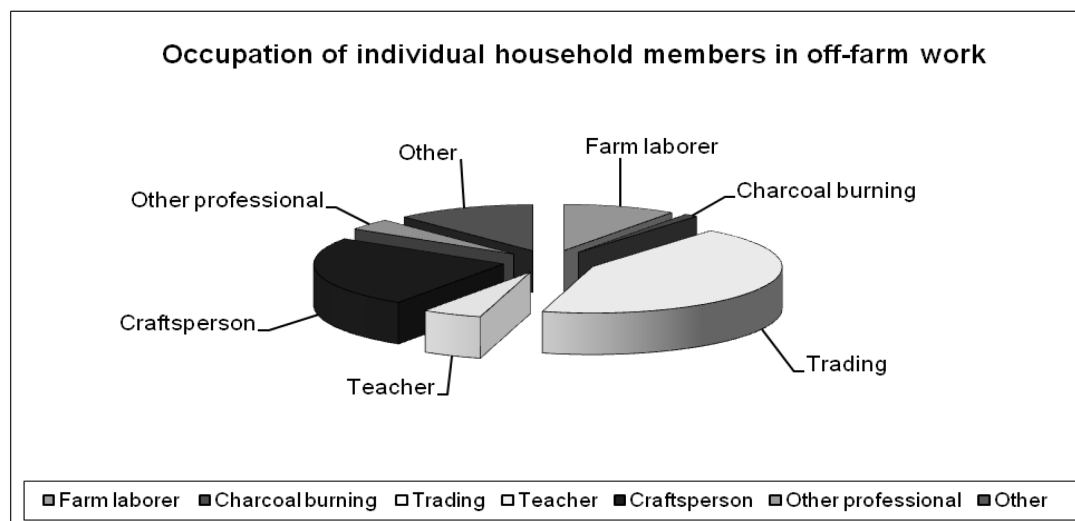 Occupation of individual household members in off-farm work
Other
Farm laborer
Charcoal burning
Other professional
Craftsperson
Trading
Teacher
Farm laborer Charcoal burning Trading Teacher Craftsperson Other professional Other